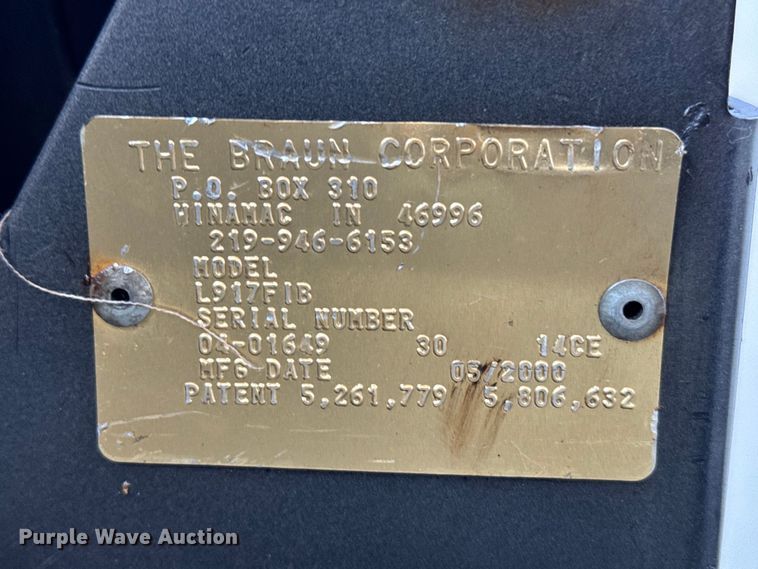 THE BRAUN CORPORATION
P.O. BOX 310
WINAMAC IN 46996
219-946-6153
MODEL
L917FIB
SERIAL NUMBER
04-01649 30 14CE
MFG DATE 05/2000
PATENT 5,261,779 5,806,632
Purple Wave Auction